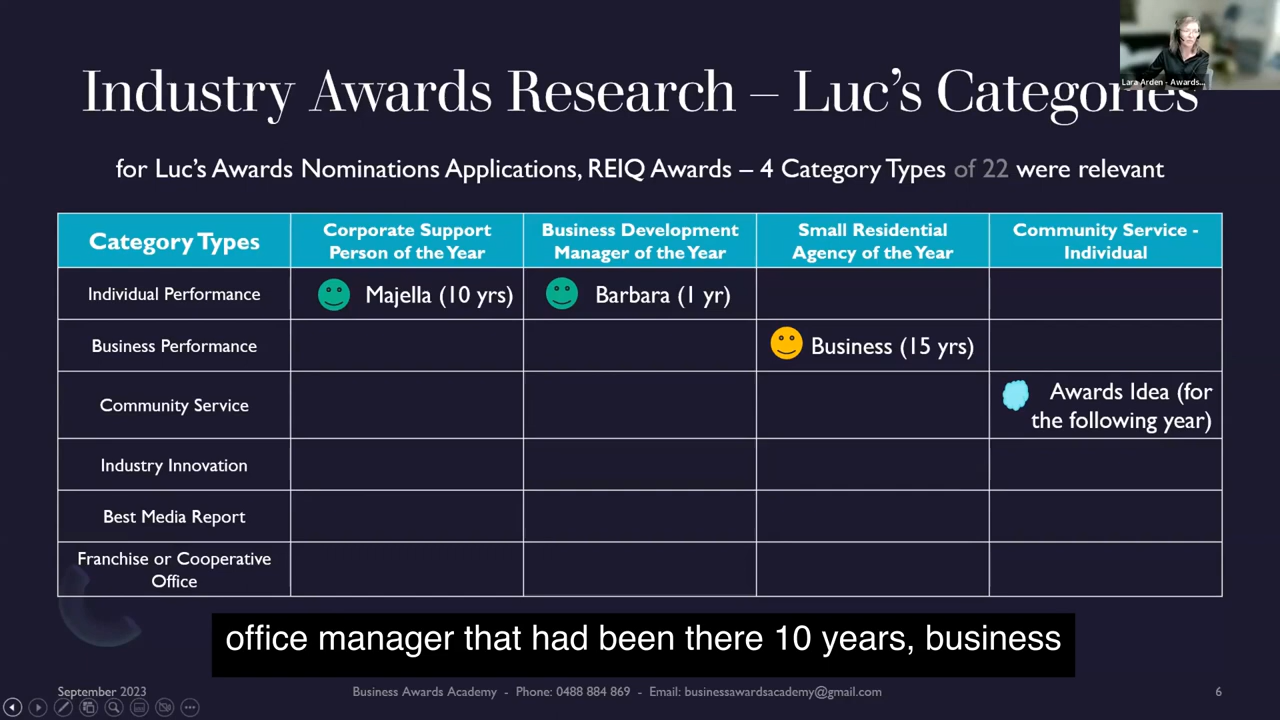 Lara Arden - Awards...
Industry Awards Research – Luc's Categories
for Luc's Awards Nominations Applications, REIQ Awards – 4 Category Types of 22 were relevant
Category Types
Corporate Support
Person of the Year
Business Development
Manager of the Year
Small Residential
Agency of the Year
Community Service -
Individual
Individual Performance
Majella (10 yrs)
Barbara (1 yr)
Business Performance
Business (15 yrs)
Community Service
Awards Idea (for
the following year)
Industry Innovation
Best Media Report
Franchise or Cooperative
Office
office manager that had been there 10 years, business
September 2023
Business Awards Academy - Phone: 0488 884 869 - Email: businessawardsacademy@gmail.com
6